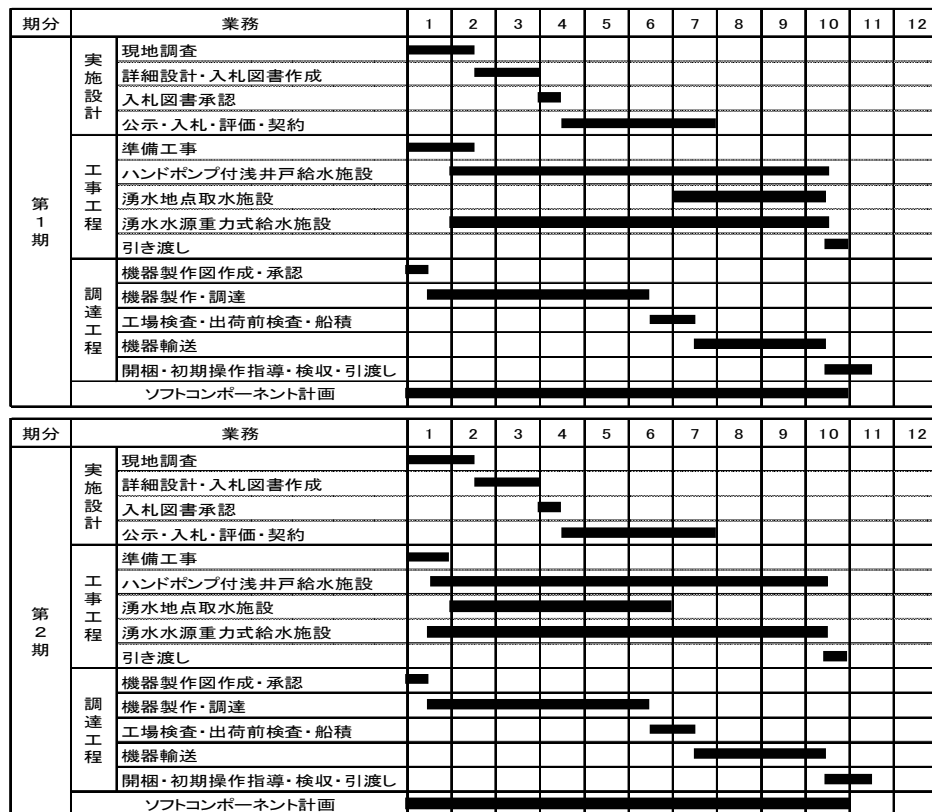 期分 業務 1 2 3 4 5 6 7 8 9 10 11 12
第1期
実施設計
現地調査
詳細設計・入札図書作成
入札図書承認
公示・入札・評価・契約
工事工程
準備工事
ハンドポンプ付浅井戸給水施設
湧水地点取水施設
湧水水源重力式給水施設
引き渡し
調達工程
機器製作図作成・承認
機器製作・調達
工場検査・出荷前検査・船積
機器輸送
開梱・初期操作指導・検収・引渡し
ソフトコンポーネント計画
期分 業務 1 2 3 4 5 6 7 8 9 10 11 12
第2期
実施設計
現地調査
詳細設計・入札図書作成
入札図書承認
公示・入札・評価・契約
工事工程
準備工事
ハンドポンプ付浅井戸給水施設
湧水地点取水施設
湧水水源重力式給水施設
引き渡し
調達工程
機器製作図作成・承認
機器製作・調達
工場検査・出荷前検査・船積
機器輸送
開梱・初期操作指導・検収・引渡し
ソフトコンポーネント計画